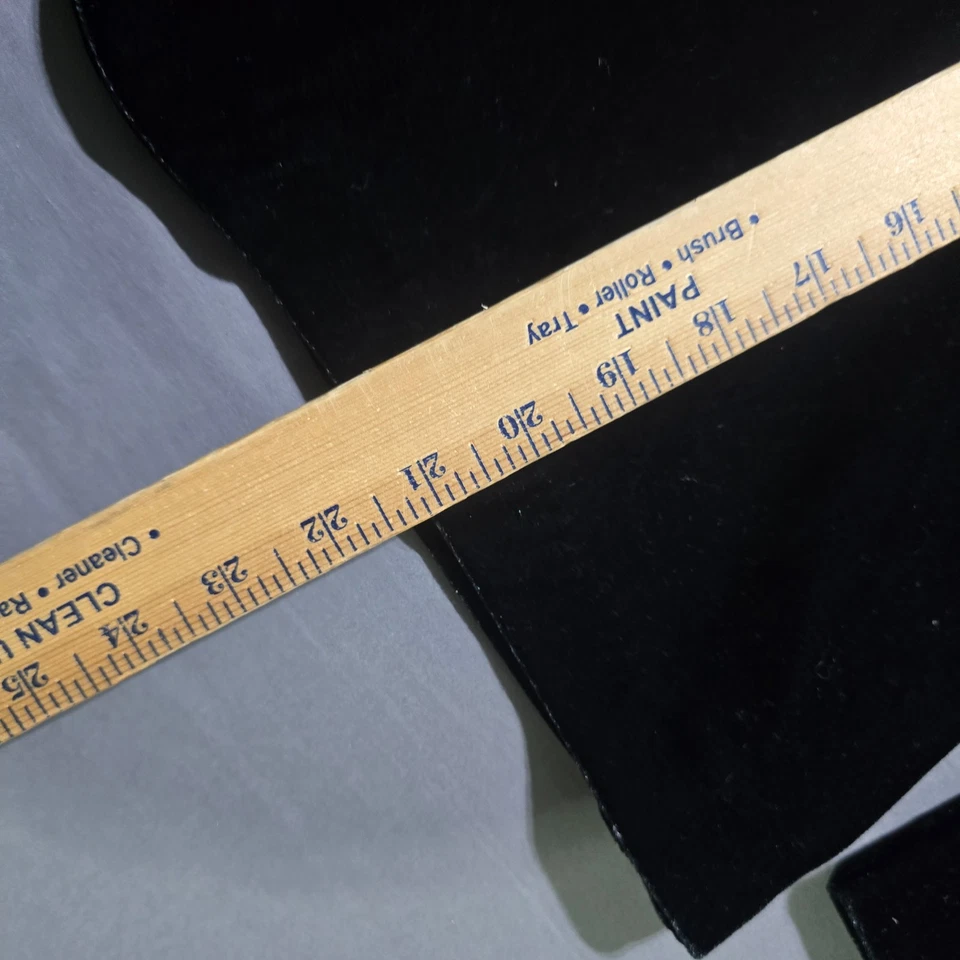 16 17 18 19 20 21 22 23 24 25
PAINT
• Brush • Roller • Tray
CLEAN
• Cleaner •